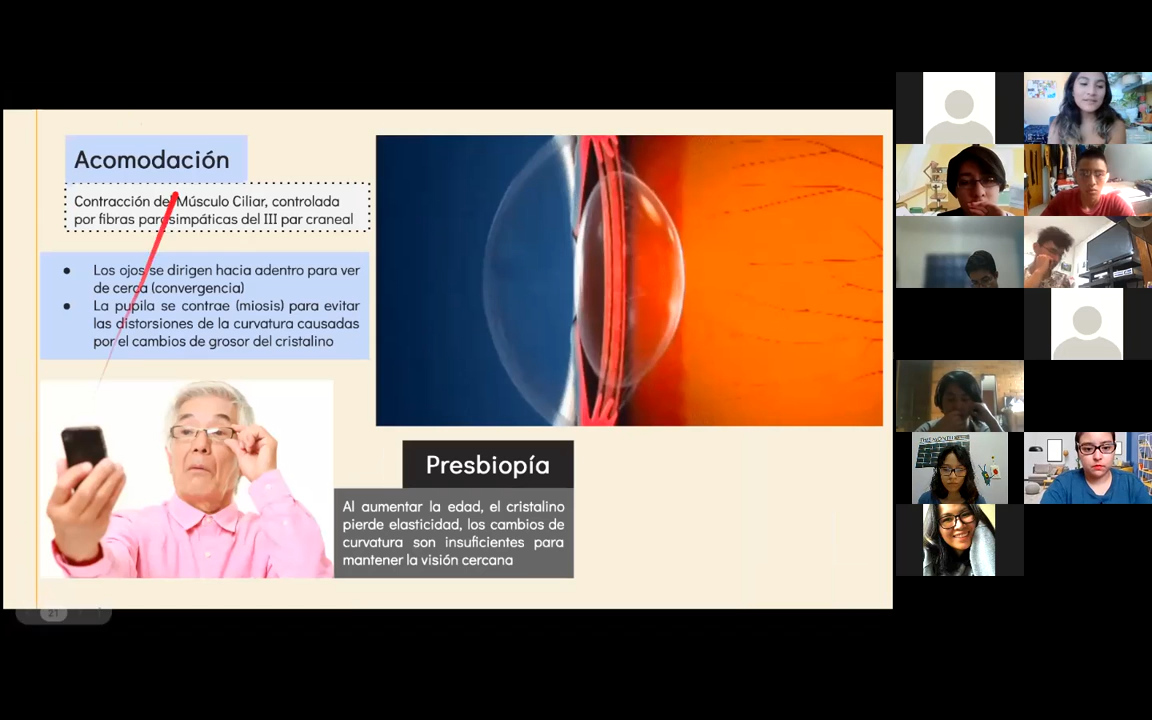 Acomodación
Contracción del Músculo Ciliar, controlada
por fibras parasimpáticas del III par craneal
Los ojos se dirigen hacia adentro para ver
de cerca (convergencia)
La pupila se contrae (miosis) para evitar
las distorsiones de la curvatura causadas
por el cambios de grosor del cristalino
Presbiopía
Al aumentar la edad, el cristalino
pierde elasticidad, los cambios de
curvatura son insuficientes para
mantener la visión cercana
21